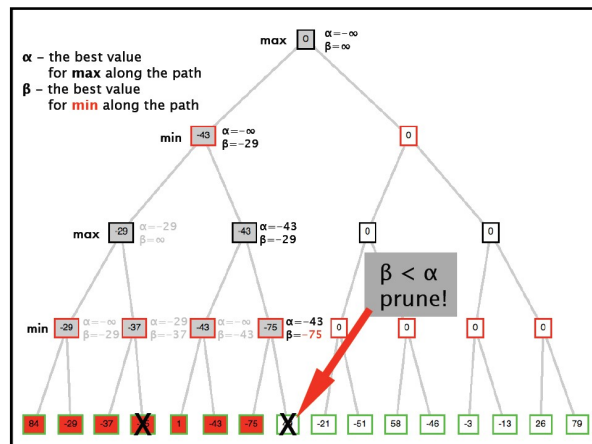 max 0 α=-∞
β=∞
α – the best value
for max along the path
β – the best value
for min along the path
min -43 α=-∞
β=-29
0
max -29 α=-29
β=∞
-43 α=-43
β=-29
0 0
β < α
prune!
min -29 α=-∞
β=-29
-37 α=-29
β=-37
-43 α=-∞
β=-43
-75 α=-43
β=-75
0 0 0 0
84 -29 -37 X 1 -43 -75 X -21 -51 58 -46 -3 -13 26 79